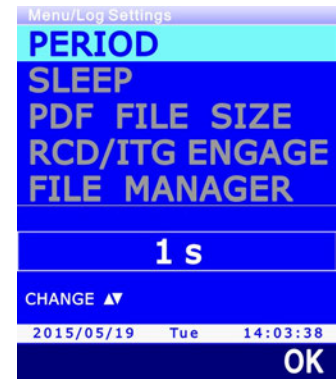 Menu/Log Settings
PERIOD
SLEEP
PDF FILE SIZE
RCD/ITG ENGAGE
FILE MANAGER
1 s
CHANGE ▲▼
2015/05/19 Tue 14:03:38
OK